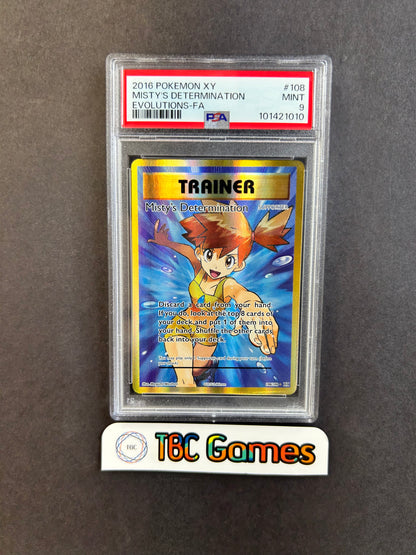 2016 POKEMON XY #108
MISTY'S DETERMINATION MINT
EVOLUTIONS-FA 9
PSA 101421010
TRAINER
Misty's Determination SUPPORTER
Discard a card from your hand.
If you do, look at the top 8 cards of
your deck and put 1 of them into
your hand. Shuffle the other cards
back into your deck.
TBC
TBC Games